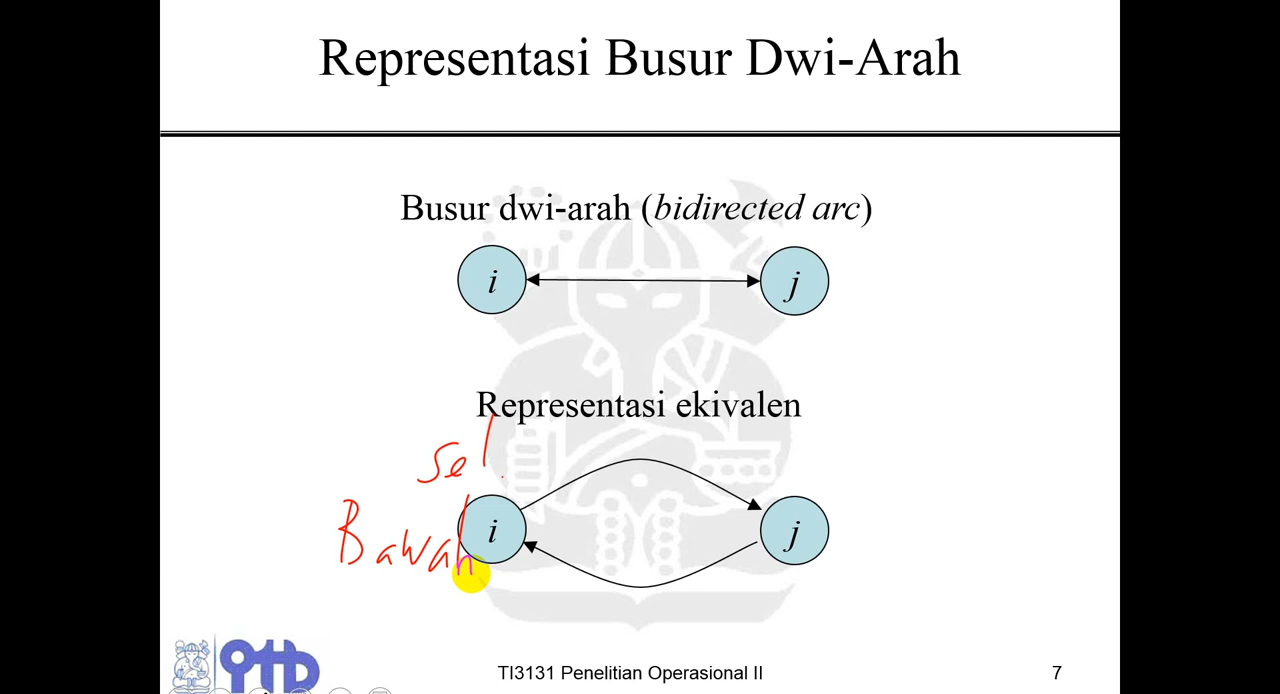 Representasi Busur Dwi-Arah
Busur dwi-arah (bidirected arc)
i
j
Representasi ekivalen
sel
Bawah
i
j
TI3131 Penelitian Operasional II
7